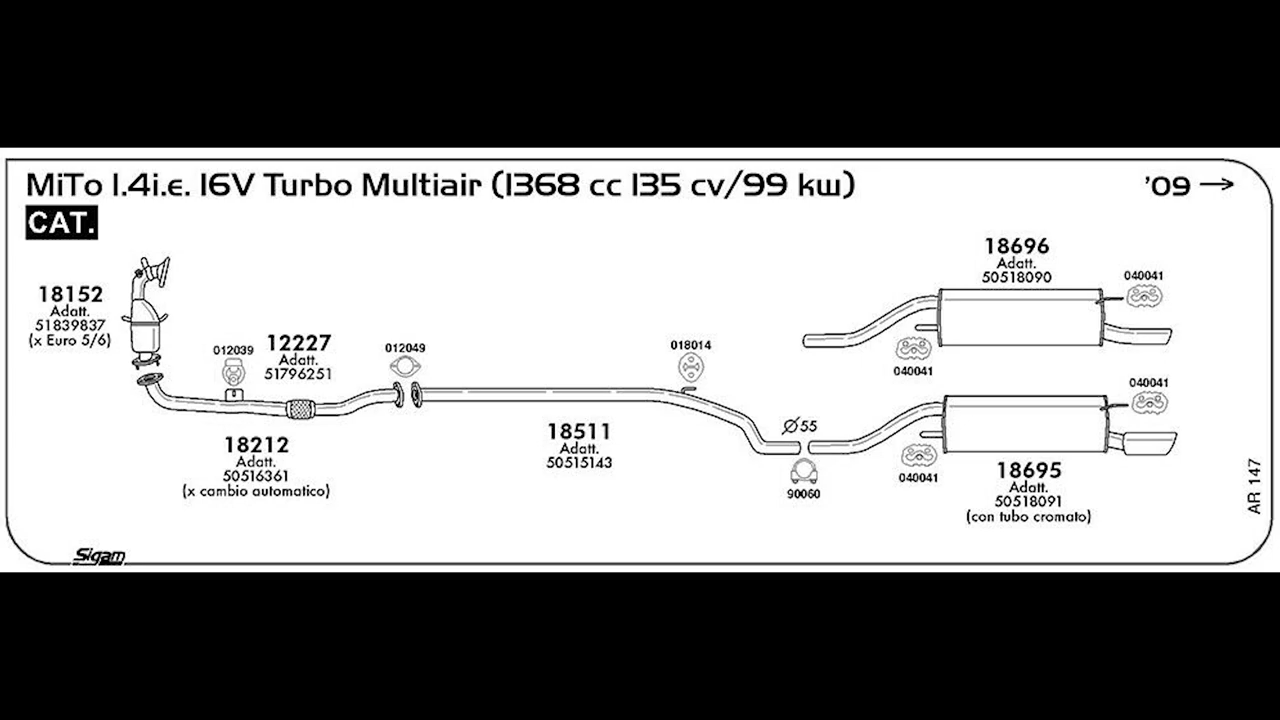 MiTo 1.4i.e. 16V Turbo Multiair (1368 cc 135 cv/99 kw)
'09 →
CAT.
18152
Adatt.
51839837
(x Euro 5/6)
012039
12227
Adatt.
51796251
012049
018014
18696
Adatt.
50518090
040041
040041
18212
Adatt.
50516361
(x cambio automatico)
18511
Adatt.
50515143
Ø55
90060
040041
040041
18695
Adatt.
50518091
(con tubo cromato)
AR 147
Sigam